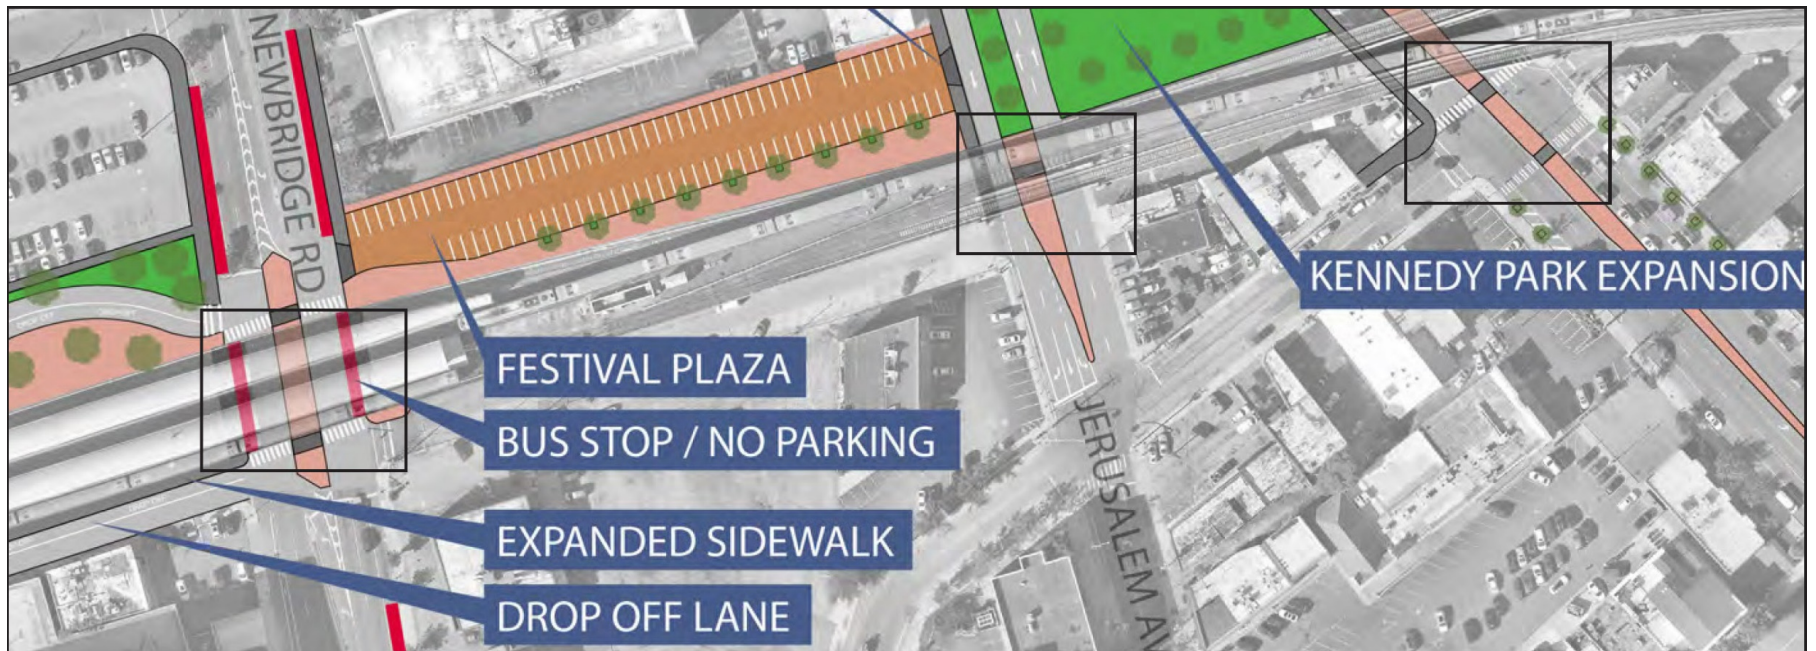 NEWBRIDGE RD
KENNEDY PARK EXPANSION
FESTIVAL PLAZA
BUS STOP / NO PARKING
JERUSALEM AV
EXPANDED SIDEWALK
DROP OFF LANE